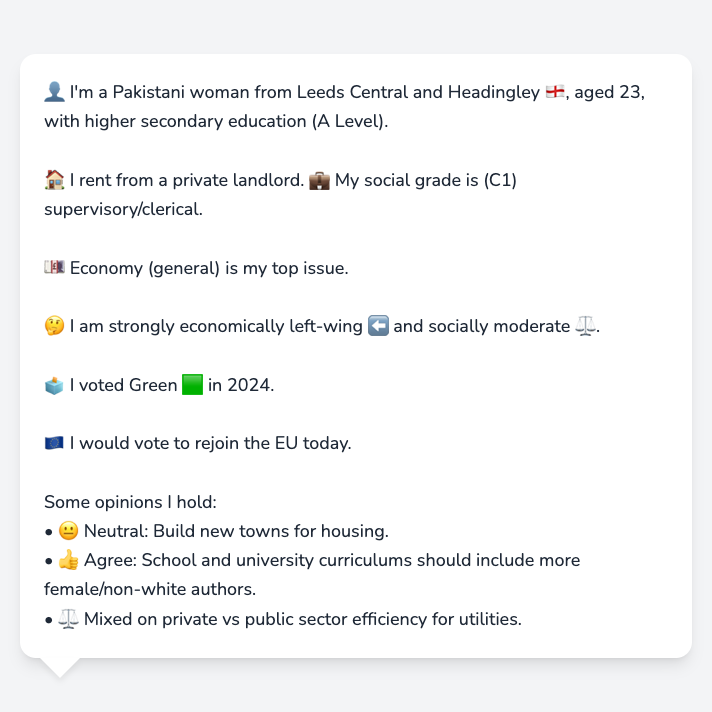 👤 I'm a Pakistani woman from Leeds Central and Headingley 🏴󠁧󠁢󠁥󠁮󠁧󠁿, aged 23,
with higher secondary education (A Level).
🏠 I rent from a private landlord. 💼 My social grade is (C1)
supervisory/clerical.
💷 Economy (general) is my top issue.
🤔 I am strongly economically left-wing ⬅️ and socially moderate ⚖️.
🗳️ I voted Green 🟩 in 2024.
🇪🇺 I would vote to rejoin the EU today.
Some opinions I hold:
• 😐 Neutral: Build new towns for housing.
• 👍 Agree: School and university curriculums should include more
female/non-white authors.
• ⚖️ Mixed on private vs public sector efficiency for utilities.